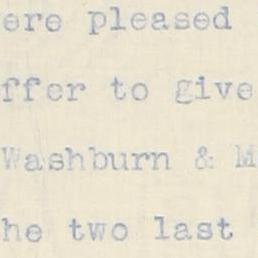 ere pleased
ffer to give
Washburn & M
he two last